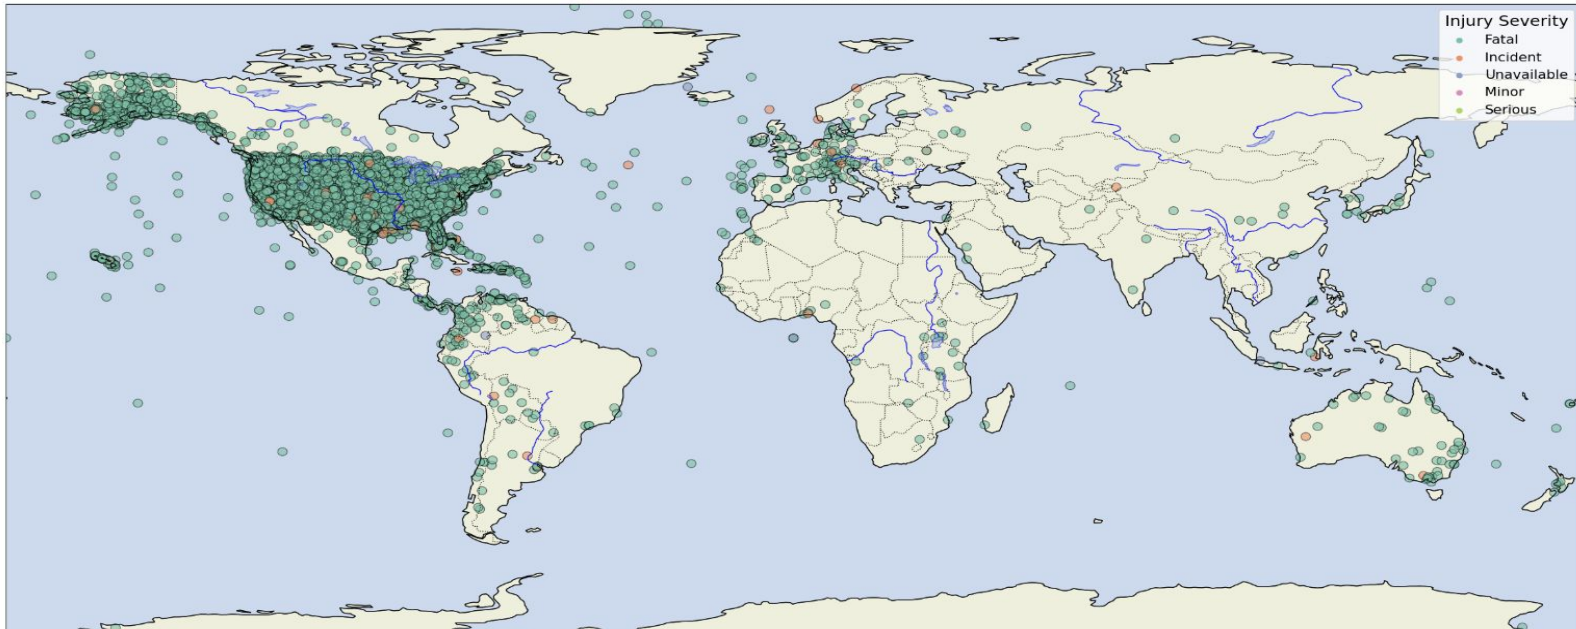 Injury Severity
Fatal
Incident
Unavailable
Minor
Serious